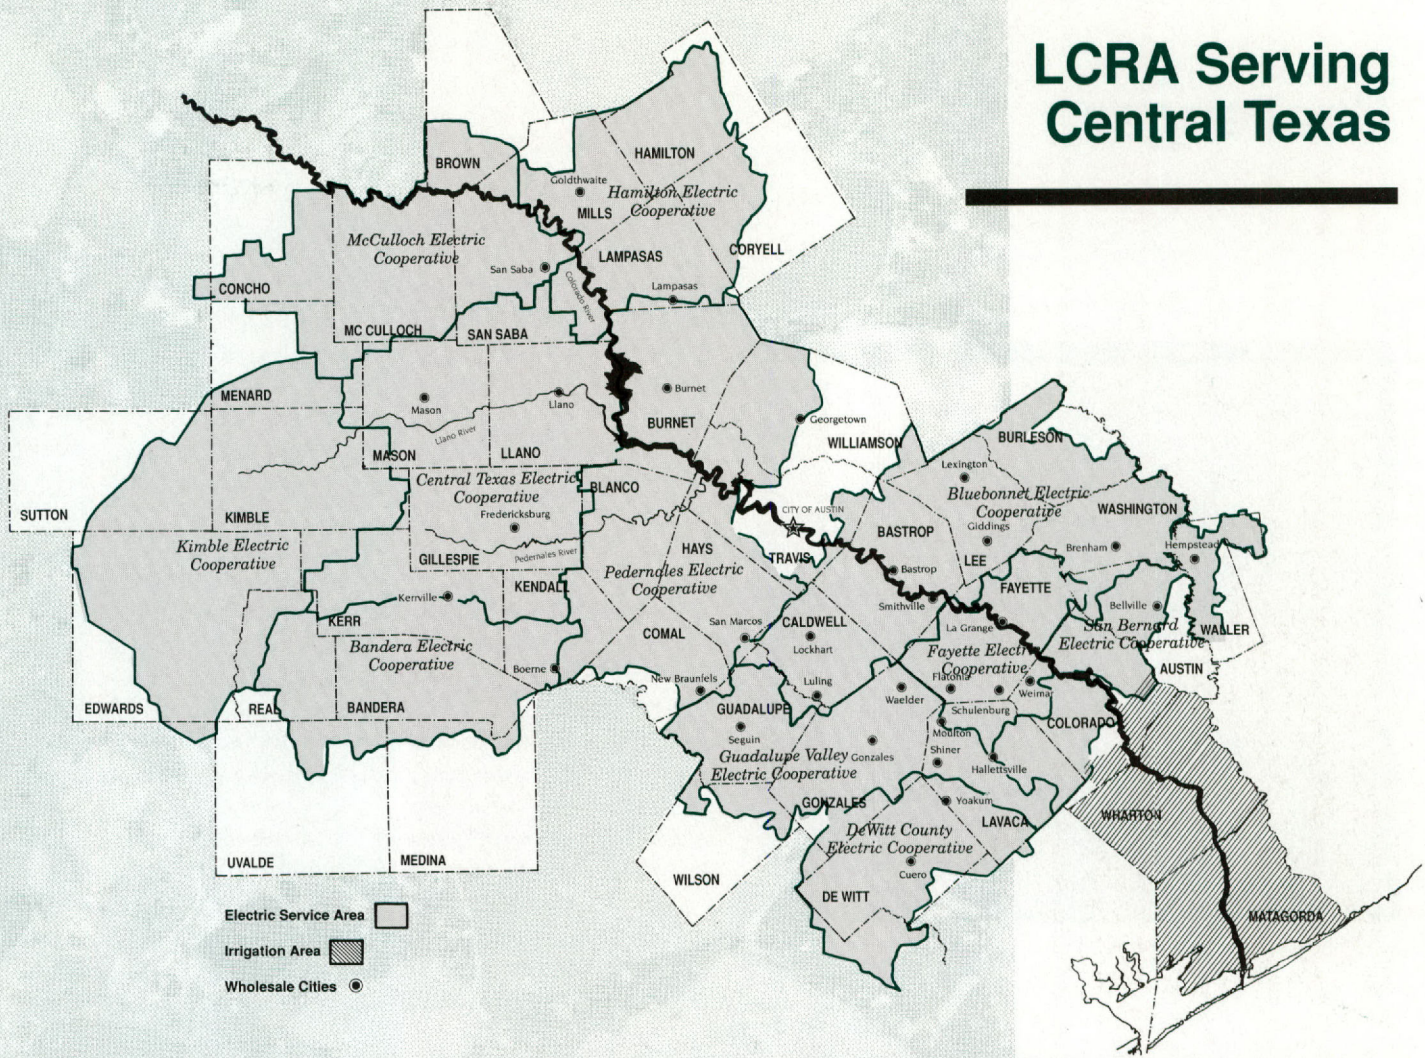 LCRA Serving
Central Texas
BROWN
HAMILTON
Goldthwaite
Hamilton Electric
Cooperative
MILLS
McCulloch Electric
Cooperative
San Saba
LAMPASAS
CORYELL
Colorado River
Lampasas
CONCHO
MC CULLOCH
SAN SABA
MENARD
Mason
Llano
Burnet
BURNET
Georgetown
WILLIAMSON
Llano River
MASON
LLANO
BURLESON
Lexington
Bluebonnet Electric
Cooperative
Central Texas Electric
Cooperative
BLANCO
Fredericksburg
SUTTON
KIMBLE
CITY OF AUSTIN
Giddings
WASHINGTON
BASTROP
Kimble Electric
Cooperative
GILLESPIE
Pedernales River
HAYS
TRAVIS
LEE
Brenham
Hempstead
Pedernales Electric
Cooperative
Bastrop
KENDALL
FAYETTE
Kerrville
Smithville
Bellville
KERR
COMAL
San Marcos
CALDWELL
La Grange
San Bernard
Electric Cooperative
WALLER
Lockhart
Bandera Electric
Cooperative
Fayette Electric
Cooperative
AUSTIN
Boerne
New Braunfels
Luling
Flatonia
Weimar
Waelder
EDWARDS
REAL
BANDERA
GUADALUPE
Schulenburg
COLORADO
Seguin
Moulton
Guadalupe Valley
Electric Cooperative
Gonzales
Shiner
Hallettsville
GONZALES
Yoakum
WHARTON
LAVACA
DeWitt County
Electric Cooperative
UVALDE
MEDINA
WILSON
Cuero
DE WITT
MATAGORDA
Electric Service Area
Irrigation Area
Wholesale Cities